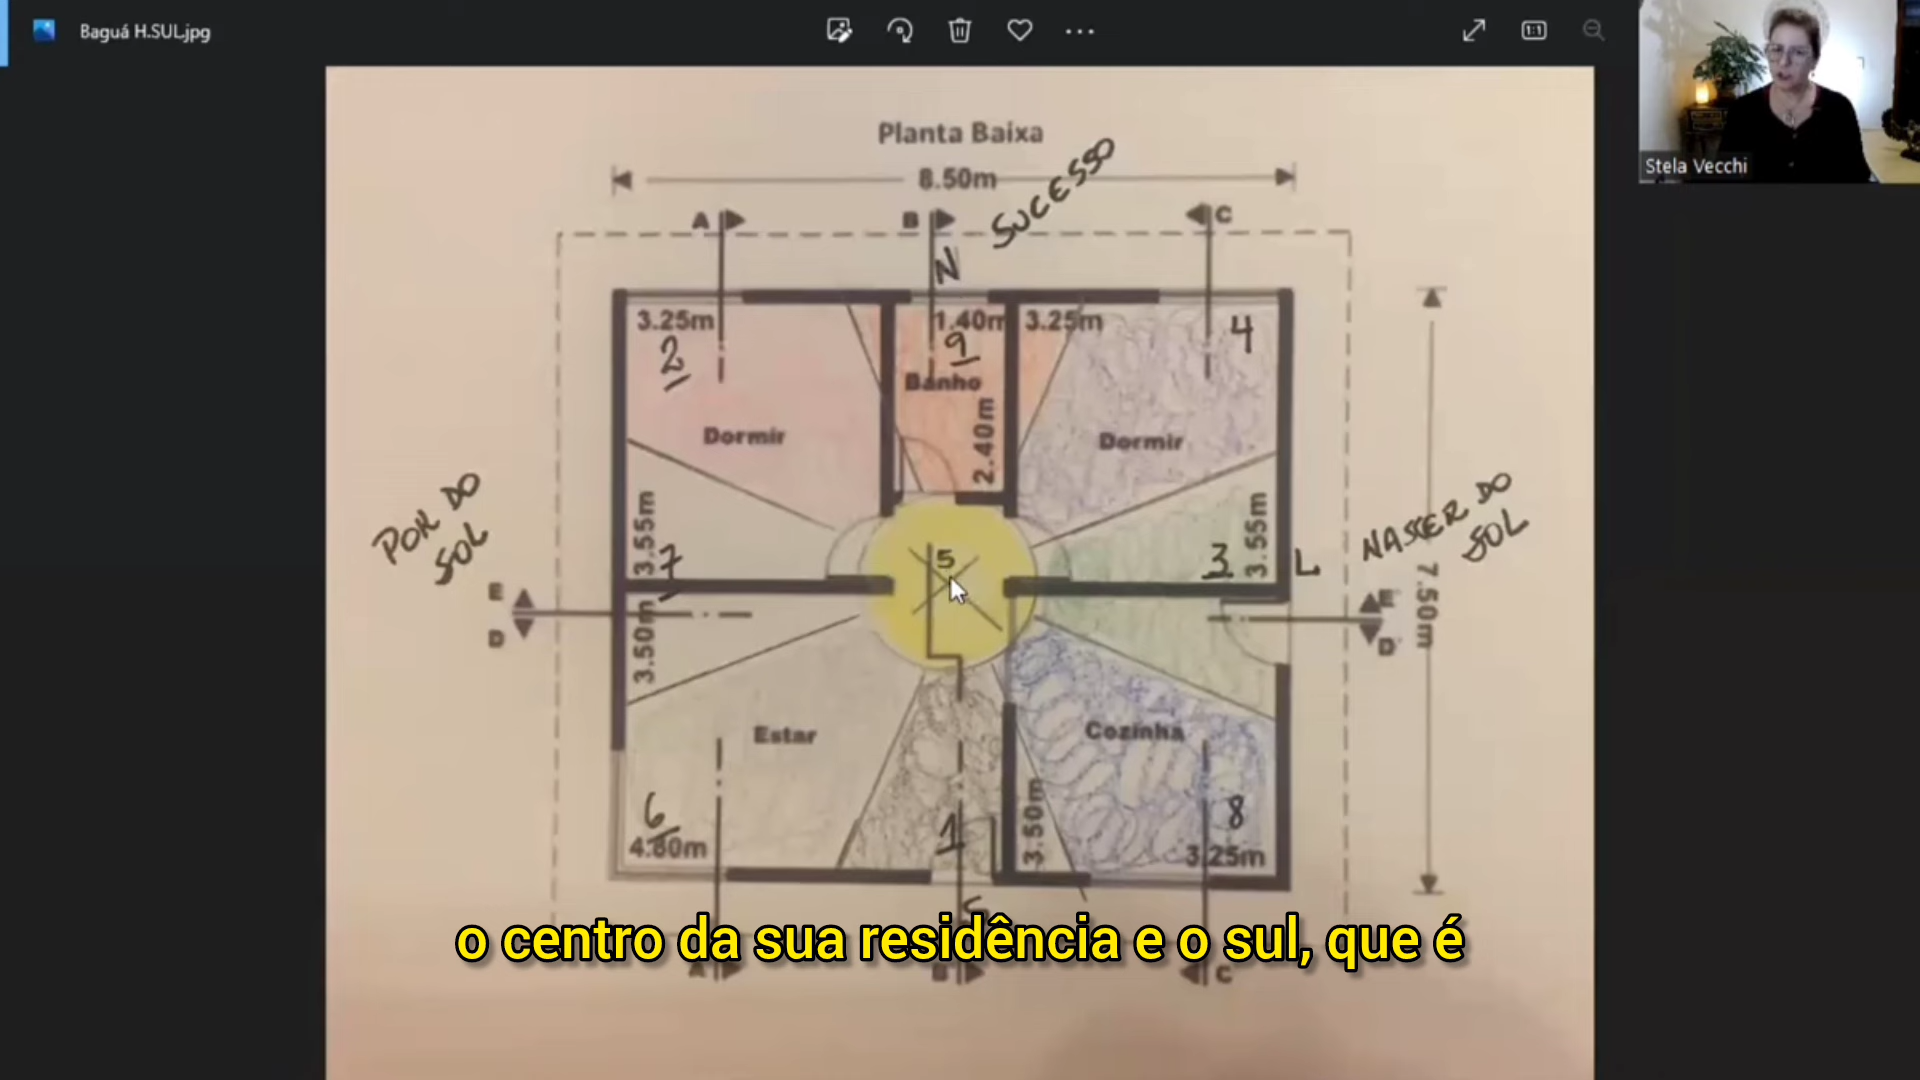 Baguá H.SUL.jpg
1:1
Stela Vecchi
Planta Baixa
8.50m
SUCESSO
A
B
C
N
3.25m
1.40m
3.25m
2
9
4
Banho
2.40m
Dormir
Dormir
POR DO
SOL
NASCER DO
SOL
3.55m
7
5
3
3.55m
L
7.50m
E
D
E
D
3.50m
Estar
Cozinha
6
1
3.50m
8
4.80m
3.25m
S
o centro da sua residência e o sul, que é
A
B
C